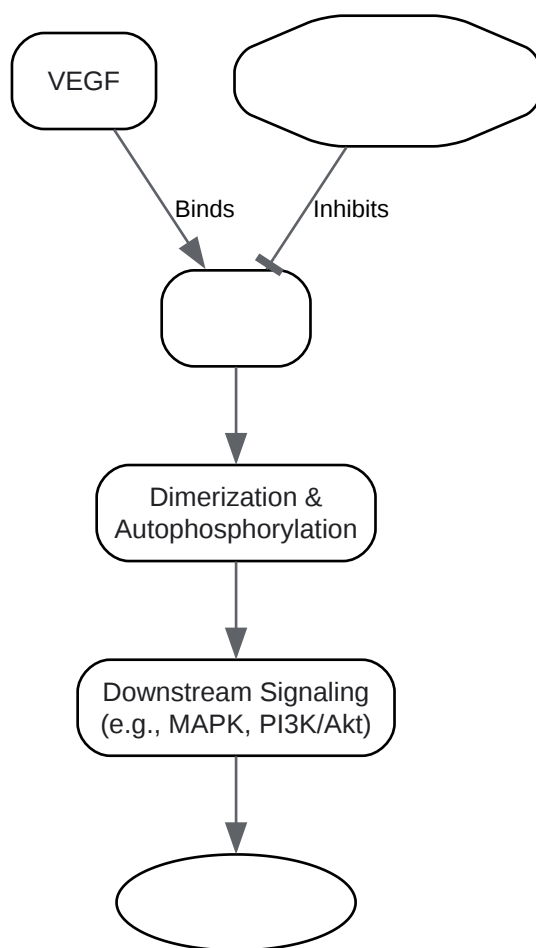 VEGF
Binds
Inhibits
Dimerization &
Autophosphorylation
Downstream Signaling
(e.g., MAPK, PI3K/Akt)